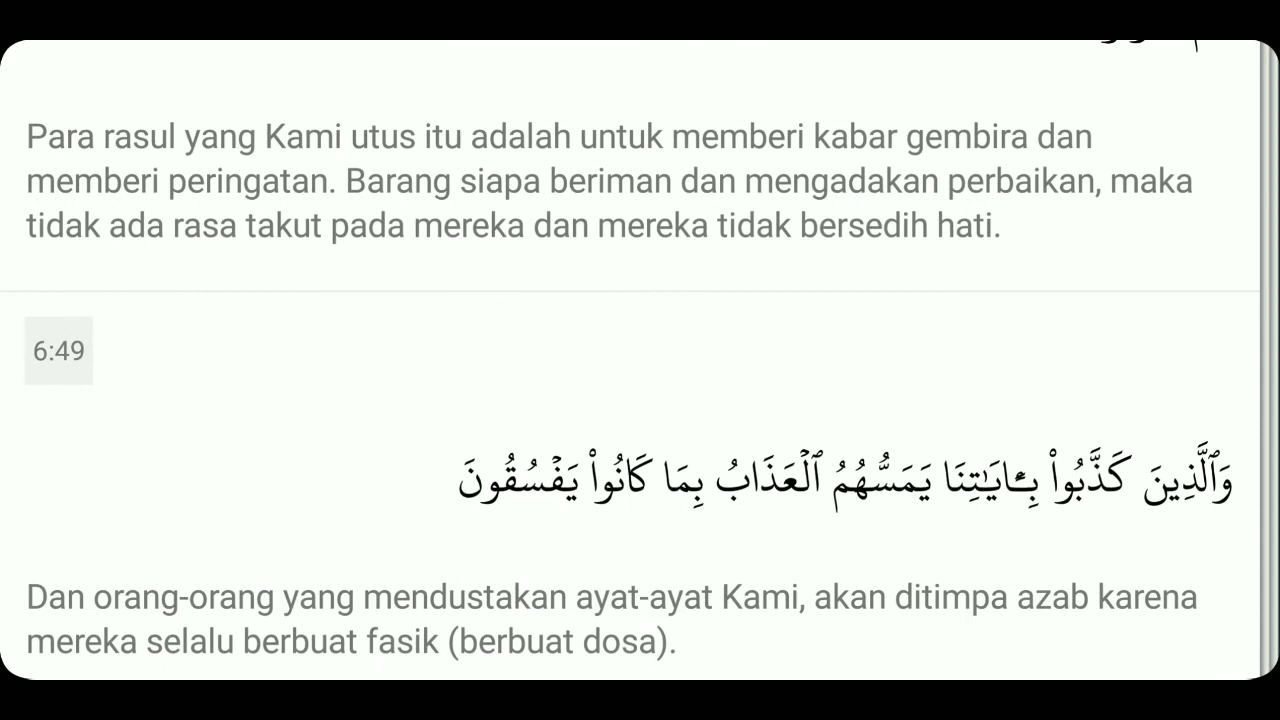 Para rasul yang Kami utus itu adalah untuk memberi kabar gembira dan
memberi peringatan. Barang siapa beriman dan mengadakan perbaikan, maka
tidak ada rasa takut pada mereka dan mereka tidak bersedih hati.
6:49
وَٱلَّذِينَ كَذَّبُوا۟ بِـَٔايَـٰتِنَا يَمَسُّهُمُ ٱلْعَذَابُ بِمَا كَانُوا۟ يَفْسُقُونَ
Dan orang-orang yang mendustakan ayat-ayat Kami, akan ditimpa azab karena
mereka selalu berbuat fasik (berbuat dosa).